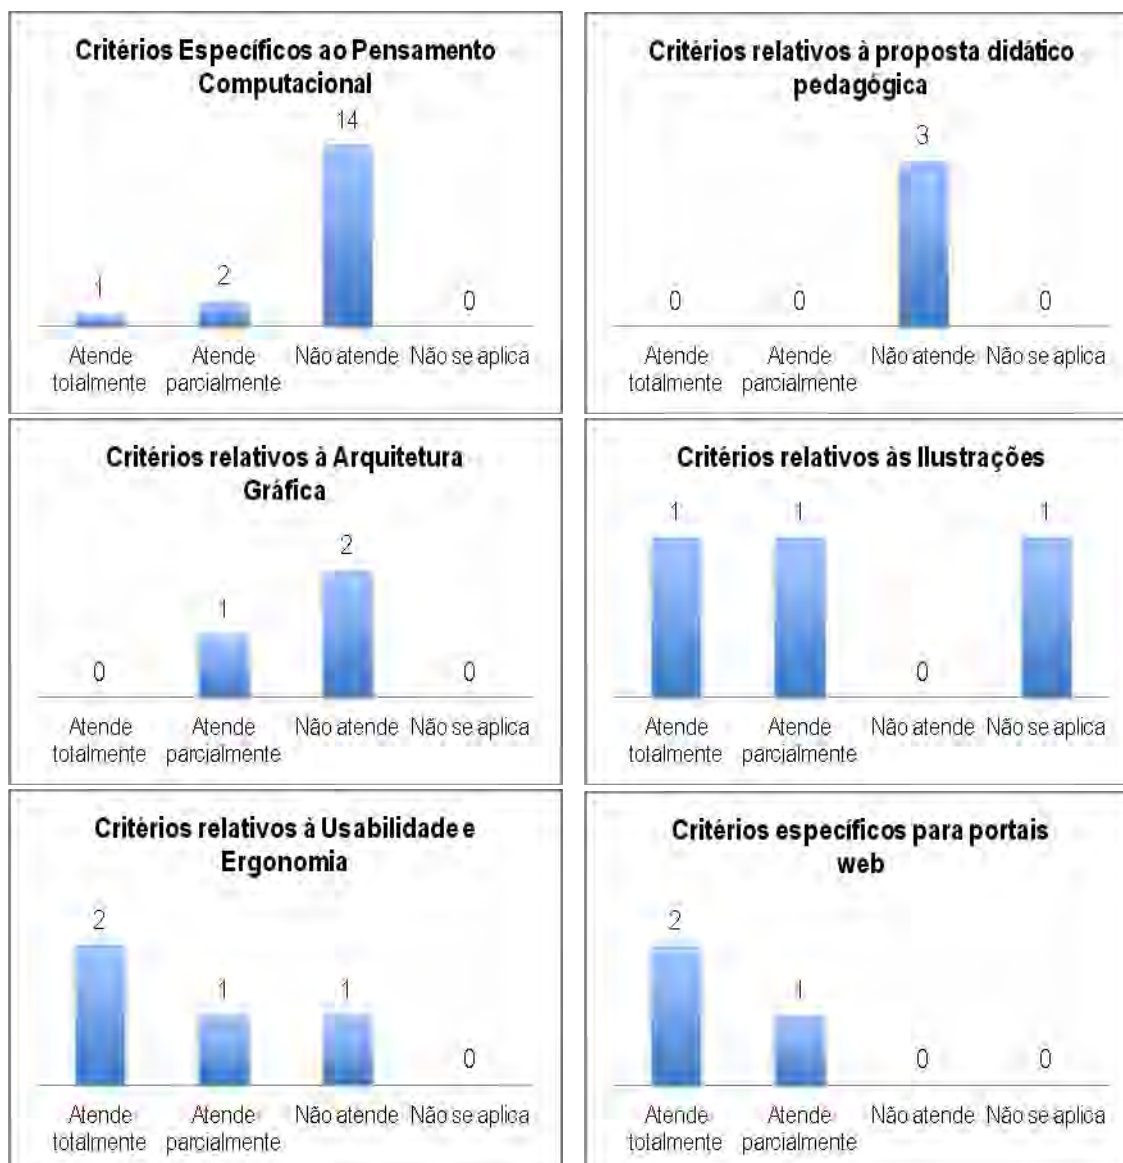 Critérios Específicos ao Pensamento
Computacional
14
1
2
0
Atende
totalmente
Atende
parcialmente
Não atende
Não se aplica
Critérios relativos à proposta didático
pedagógica
3
0
0
0
Atende
totalmente
Atende
parcialmente
Não atende
Não se aplica
Critérios relativos à Arquitetura
Gráfica
2
1
0
0
Atende
totalmente
Atende
parcialmente
Não atende
Não se aplica
Critérios relativos às Ilustrações
1
1
1
0
Atende
totalmente
Atende
parcialmente
Não atende
Não se aplica
Critérios relativos à Usabilidade e
Ergonomia
2
1
1
0
Atende
totalmente
Atende
parcialmente
Não atende
Não se aplica
Critérios específicos para portais
web
2
1
0
0
Atende
totalmente
Atende
parcialmente
Não atende
Não se aplica